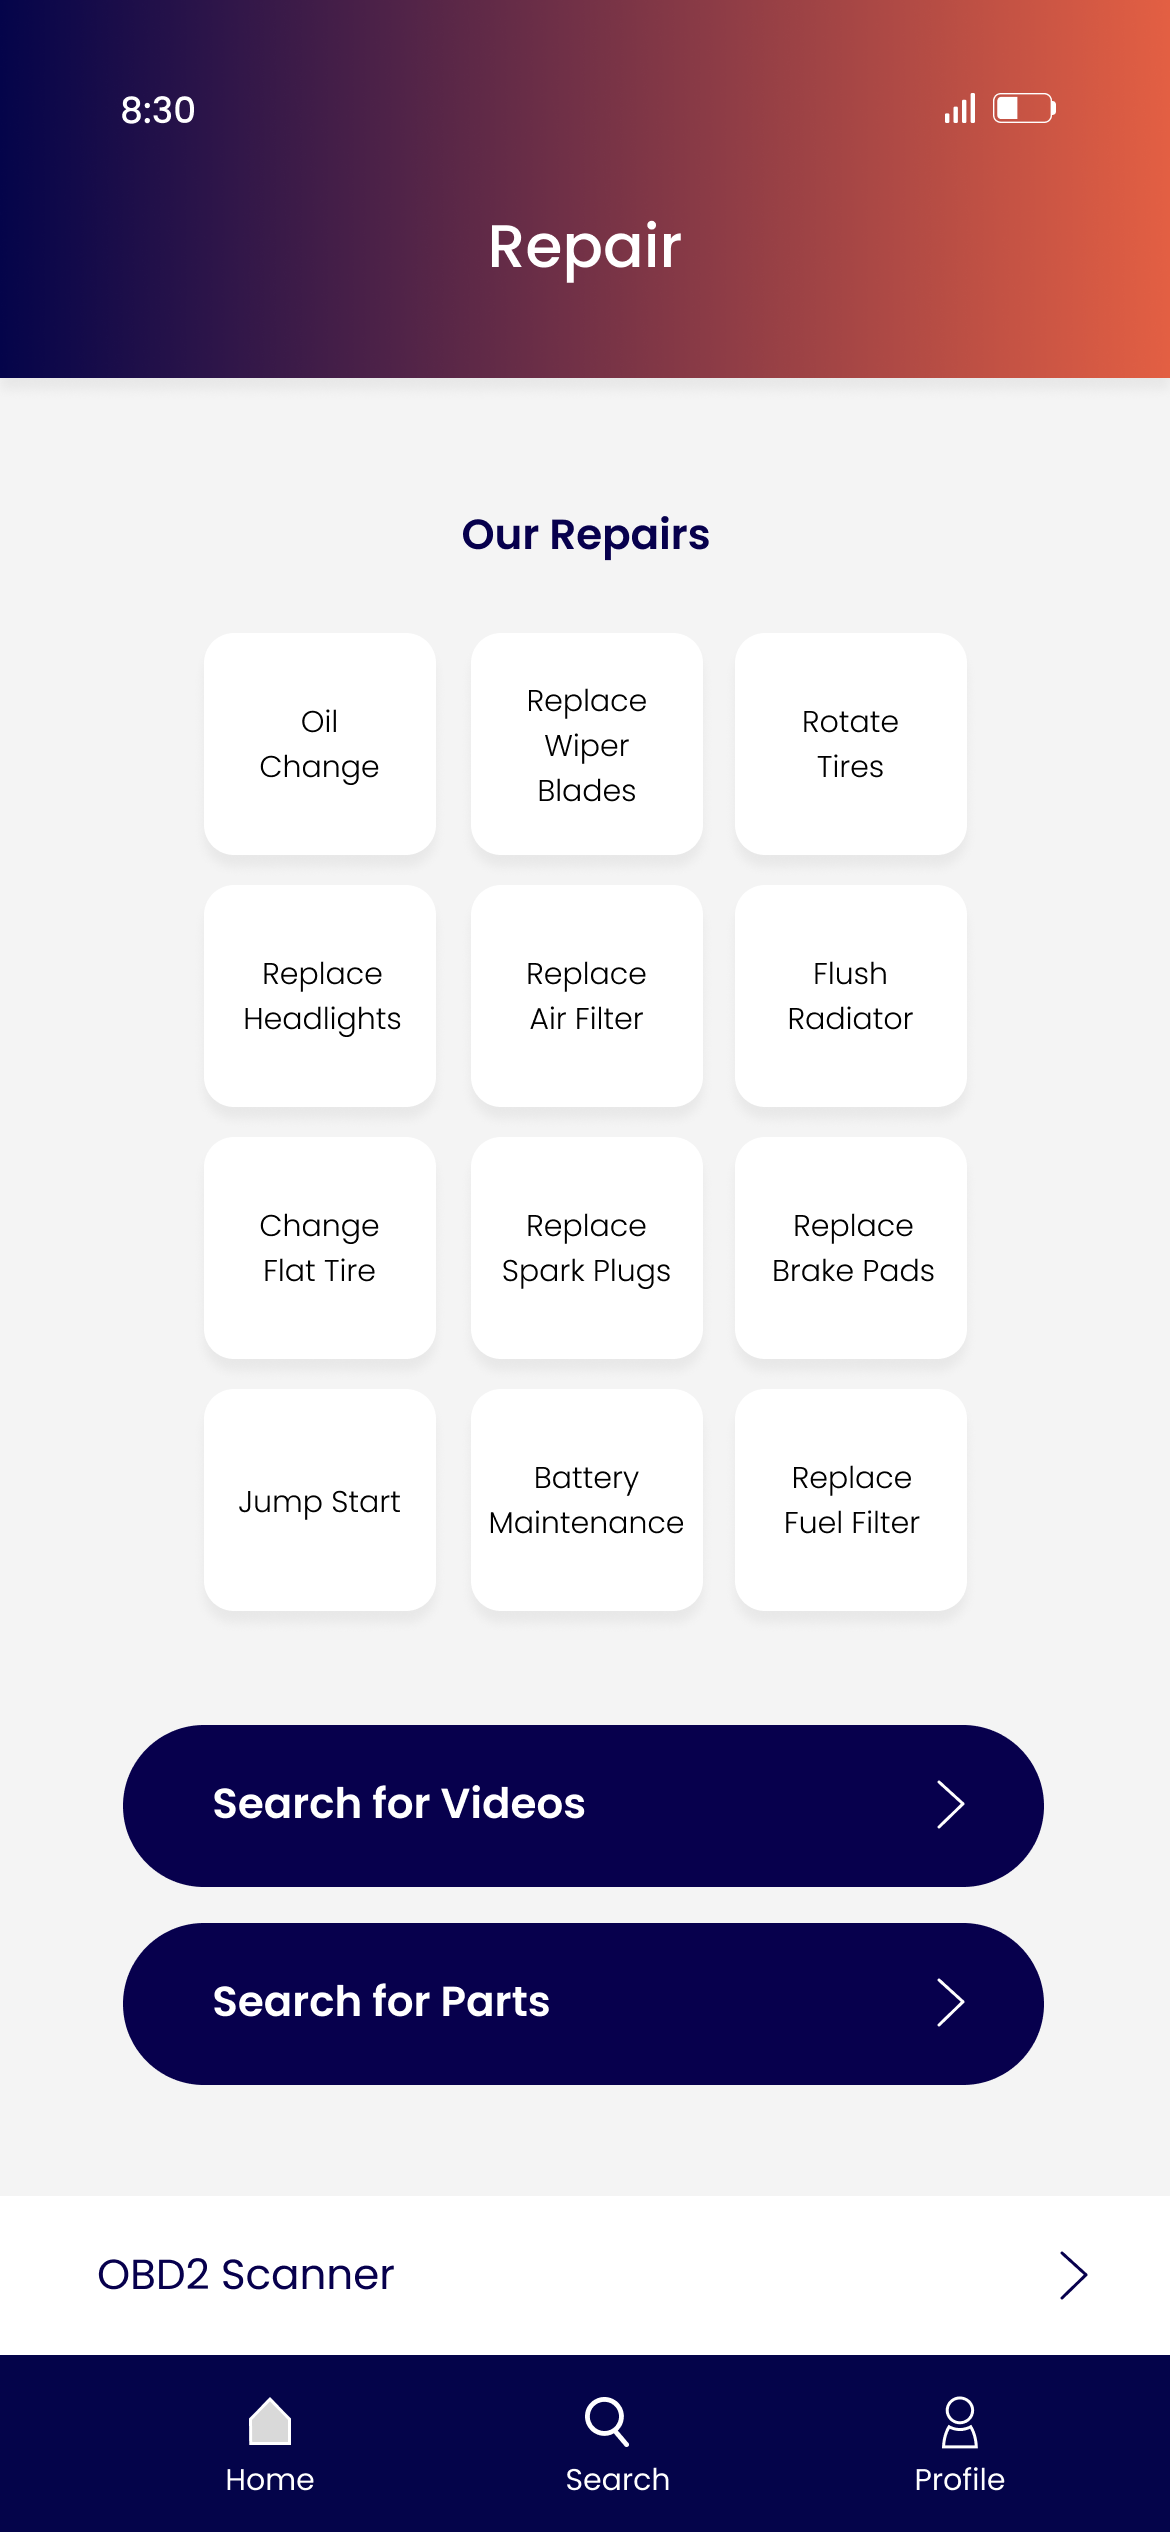 8:30
Repair
Our Repairs
Oil
Change
Replace
Wiper
Blades
Rotate
Tires
Replace
Headlights
Replace
Air Filter
Flush
Radiator
Change
Flat Tire
Replace
Spark Plugs
Replace
Brake Pads
Jump Start
Battery
Maintenance
Replace
Fuel Filter
Search for Videos
Search for Parts
OBD2 Scanner
Home
Search
Profile